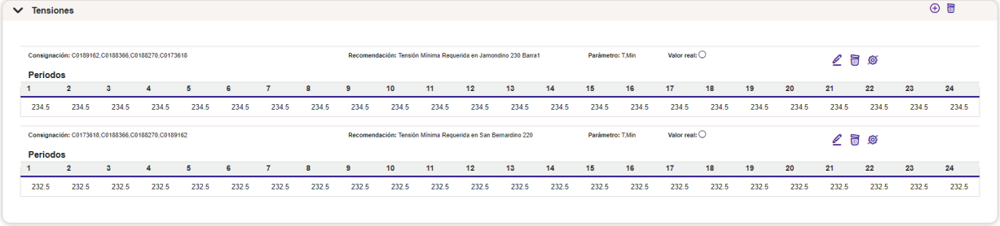 Tensiones
Consignación: C0189162,C0188366,C0188270,C0173618 Recomendación: Tensión Mínima Requerida en Jamondino 230 Barra1 Parámetro: T,Min Valor real:
Periodos
1 2 3 4 5 6 7 8 9 10 11 12 13 14 15 16 17 18 19 20 21 22 23 24
234.5 234.5 234.5 234.5 234.5 234.5 234.5 234.5 234.5 234.5 234.5 234.5 234.5 234.5 234.5 234.5 234.5 234.5 234.5 234.5 234.5 234.5 234.5 234.5
Consignación: C0173618,C0188366,C0188270,C0189162 Recomendación: Tensión Mínima Requerida en San Bernardino 220 Parámetro: T,Min Valor real:
Periodos
1 2 3 4 5 6 7 8 9 10 11 12 13 14 15 16 17 18 19 20 21 22 23 24
232.5 232.5 232.5 232.5 232.5 232.5 232.5 232.5 232.5 232.5 232.5 232.5 232.5 232.5 232.5 232.5 232.5 232.5 232.5 232.5 232.5 232.5 232.5 232.5